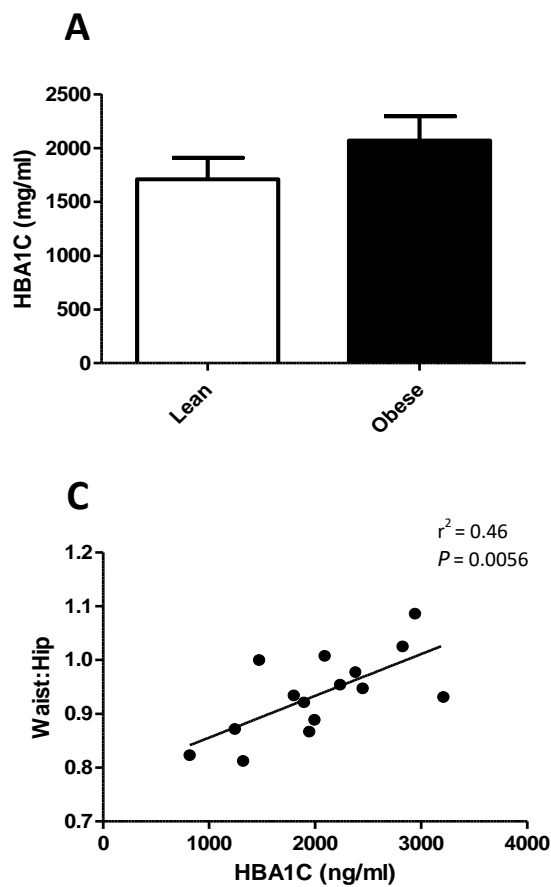 A
HBA1C (mg/ml)
2500
2000
1500
1000
500
0
Lean
Obese
C
r² = 0.46
P = 0.0056
Waist:Hip
1.2
1.1
1.0
0.9
0.8
0.7
0
1000
2000
3000
4000
HBA1C (ng/ml)